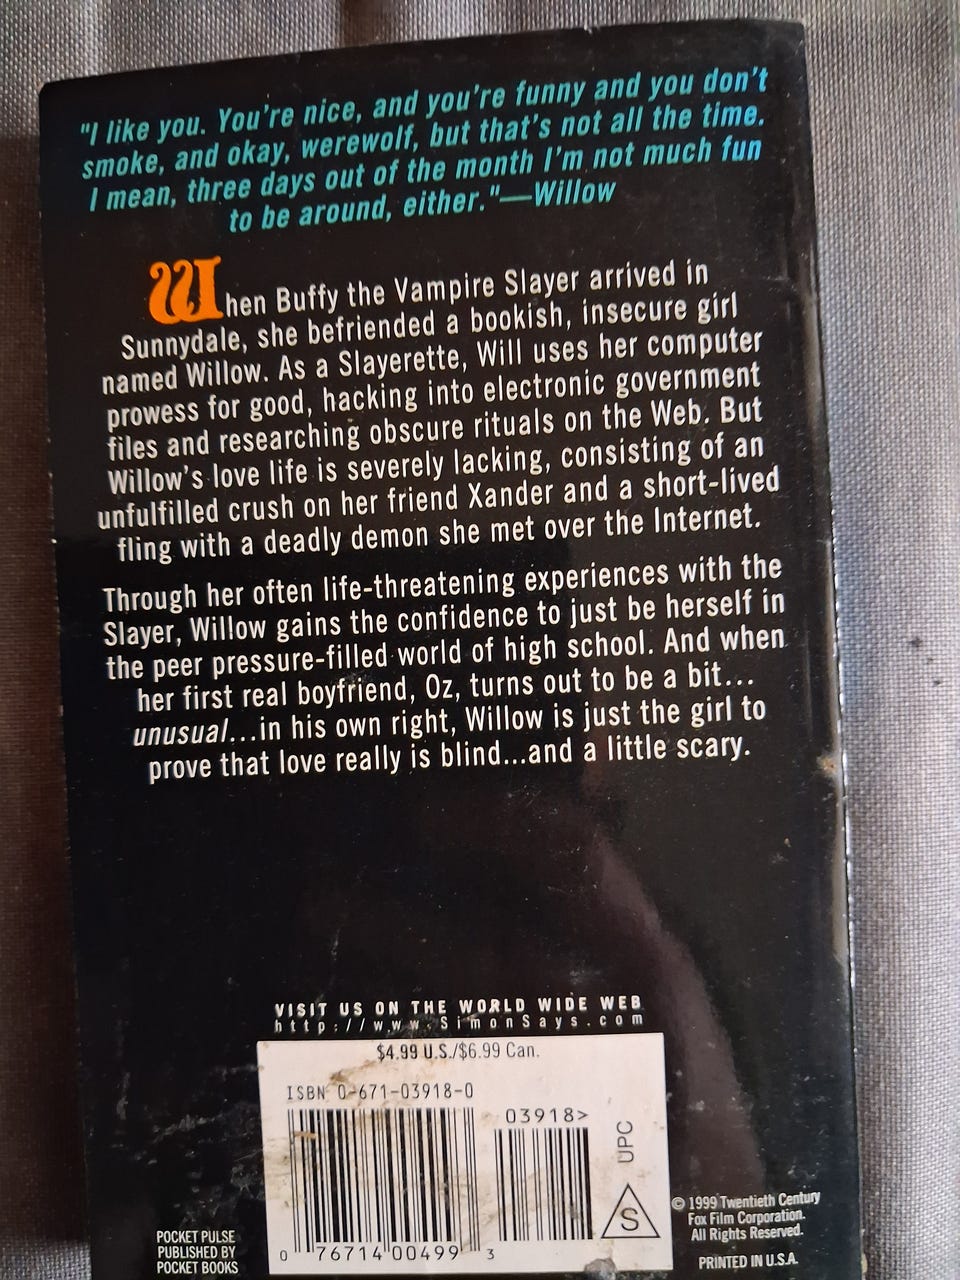 "I like you. You're nice, and you're funny and you don't
smoke, and okay, werewolf, but that's not all the time.
I mean, three days out of the month I'm not much fun
to be around, either."—Willow
When Buffy the Vampire Slayer arrived in
Sunnydale, she befriended a bookish, insecure girl
named Willow. As a Slayerette, Will uses her computer
prowess for good, hacking into electronic government
files and researching obscure rituals on the Web. But
Willow's love life is severely lacking, consisting of an
unfulfilled crush on her friend Xander and a short-lived
fling with a deadly demon she met over the Internet.
Through her often life-threatening experiences with the
Slayer, Willow gains the confidence to just be herself in
the peer pressure-filled world of high school. And when
her first real boyfriend, Oz, turns out to be a bit...
unusual...in his own right, Willow is just the girl to
prove that love really is blind...and a little scary.
VISIT US ON THE WORLD WIDE WEB
http://www.SimonSays.com
$4.99 U.S./$6.99 Can.
ISBN 0-671-03918-0
03918>
UPC
S
0 76714 00499 3
POCKET PULSE
PUBLISHED BY
POCKET BOOKS
© 1999 Twentieth Century
Fox Film Corporation.
All Rights Reserved.
PRINTED IN U.S.A.